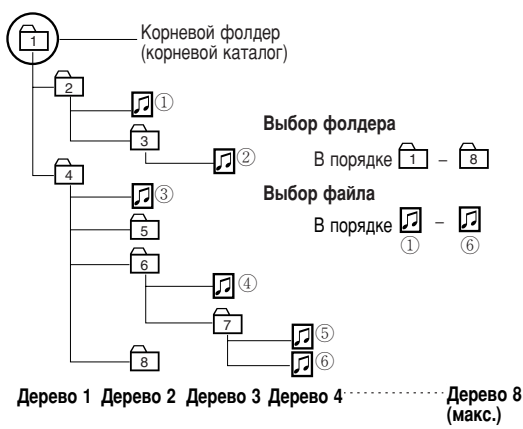 1
Корневой фолдер
(корневой каталог)
2
①
3
②
4
③
5
6
④
7
⑤
⑥
8
Выбор фолдера
В порядке 1 – 8
Выбор файла
В порядке – 
① ⑥
Дерево 1 Дерево 2 Дерево 3 Дерево 4 Дерево 8
(макс.)